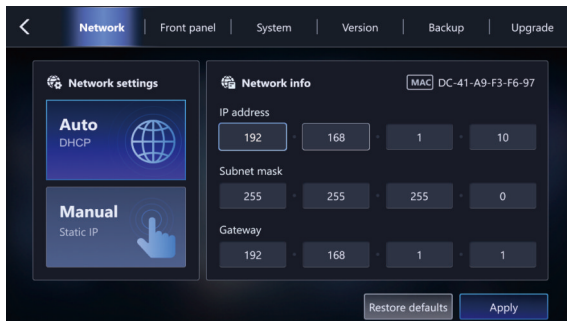 Network | Front panel | System | Version | Backup | Upgrade
Network settings
Auto
DHCP
Manual
Static IP
Network info
MAC DC-41-A9-F3-F6-97
IP address
192 . 168 . 1 . 10
Subnet mask
255 . 255 . 255 . 0
Gateway
192 . 168 . 1 . 1
Restore defaults
Apply